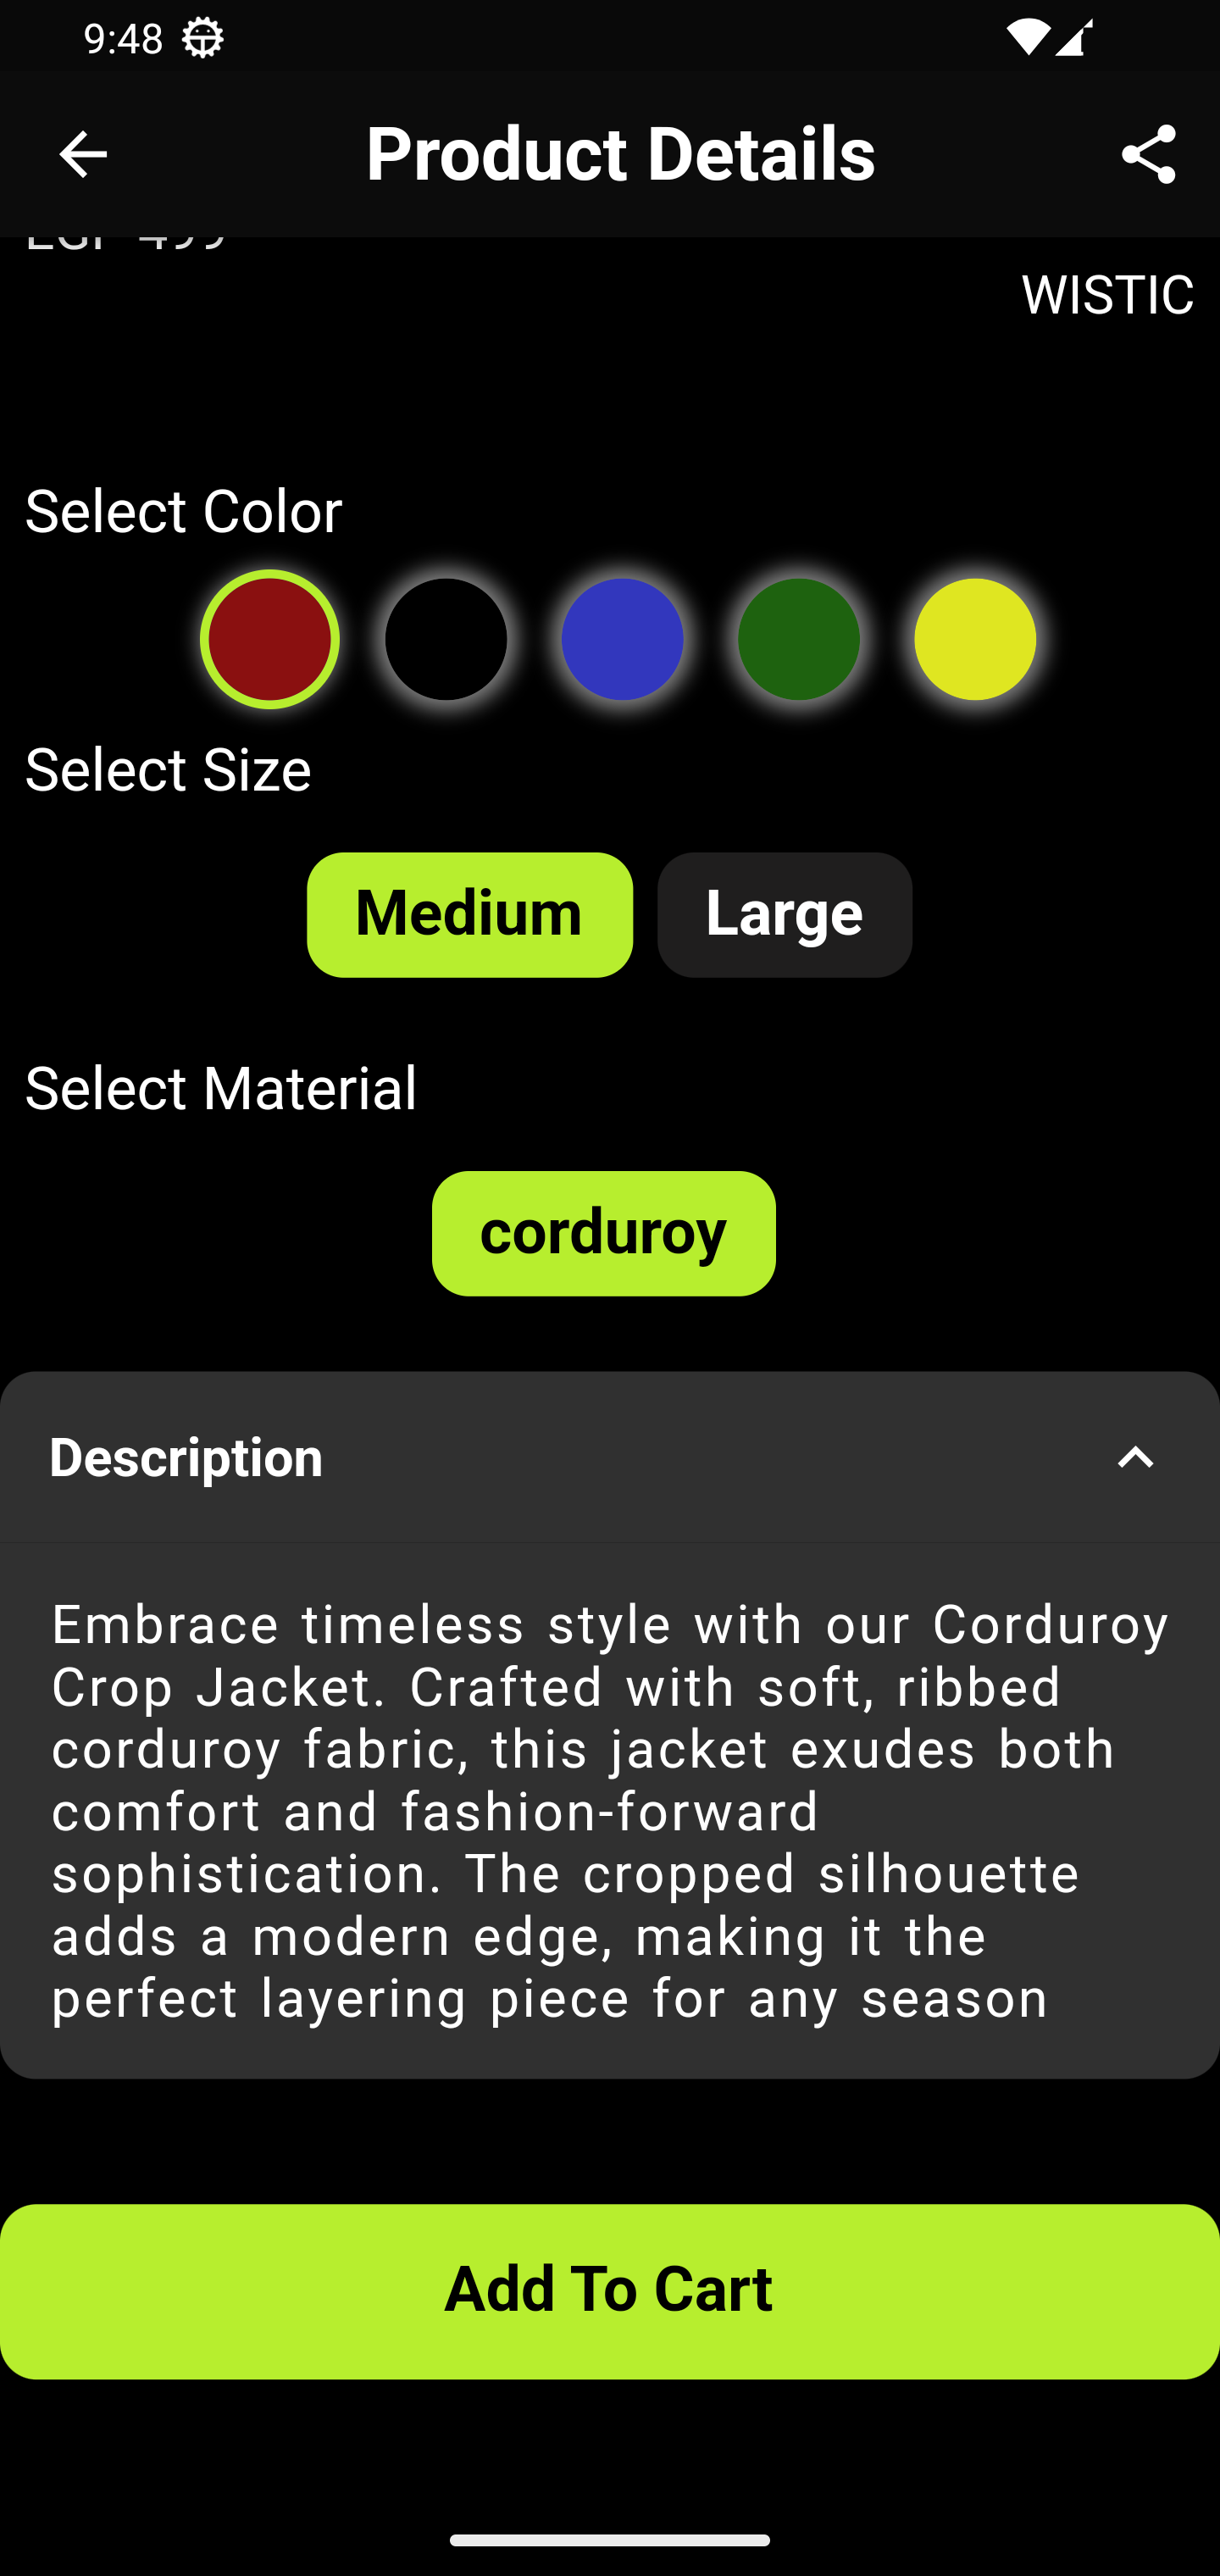 9:48
Product Details
EGP 499
WISTIC
Select Color
Select Size
Medium
Large
Select Material
corduroy
Description
Embrace timeless style with our Corduroy
Crop Jacket. Crafted with soft, ribbed
corduroy fabric, this jacket exudes both
comfort and fashion-forward
sophistication. The cropped silhouette
adds a modern edge, making it the
perfect layering piece for any season
Add To Cart